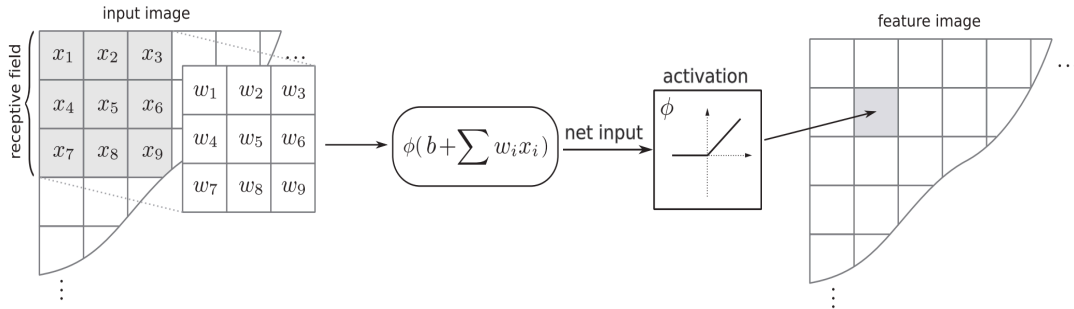 input image
receptive field
x₁ x₂ x₃
x₄ x₅ x₆
x₇ x₈ x₉
...
w₁ w₂ w₃
w₄ w₅ w₆
w₇ w₈ w₉
⋮
ϕ(b+∑wᵢxᵢ)
net input
activation
ϕ
feature image
..
⋮